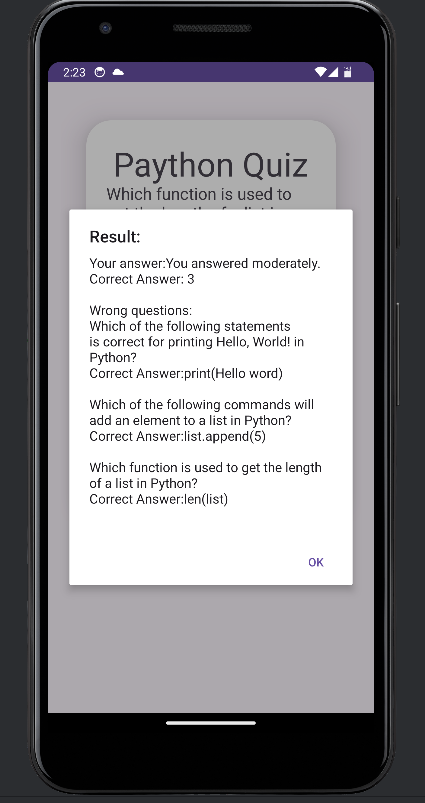 2:23
Paython Quiz
Which function is used to
Result:
Your answer:You answered moderately.
Correct Answer: 3
Wrong questions:
Which of the following statements
is correct for printing Hello, World! in
Python?
Correct Answer:print(Hello word)
Which of the following commands will
add an element to a list in Python?
Correct Answer:list.append(5)
Which function is used to get the length
of a list in Python?
Correct Answer:len(list)
OK